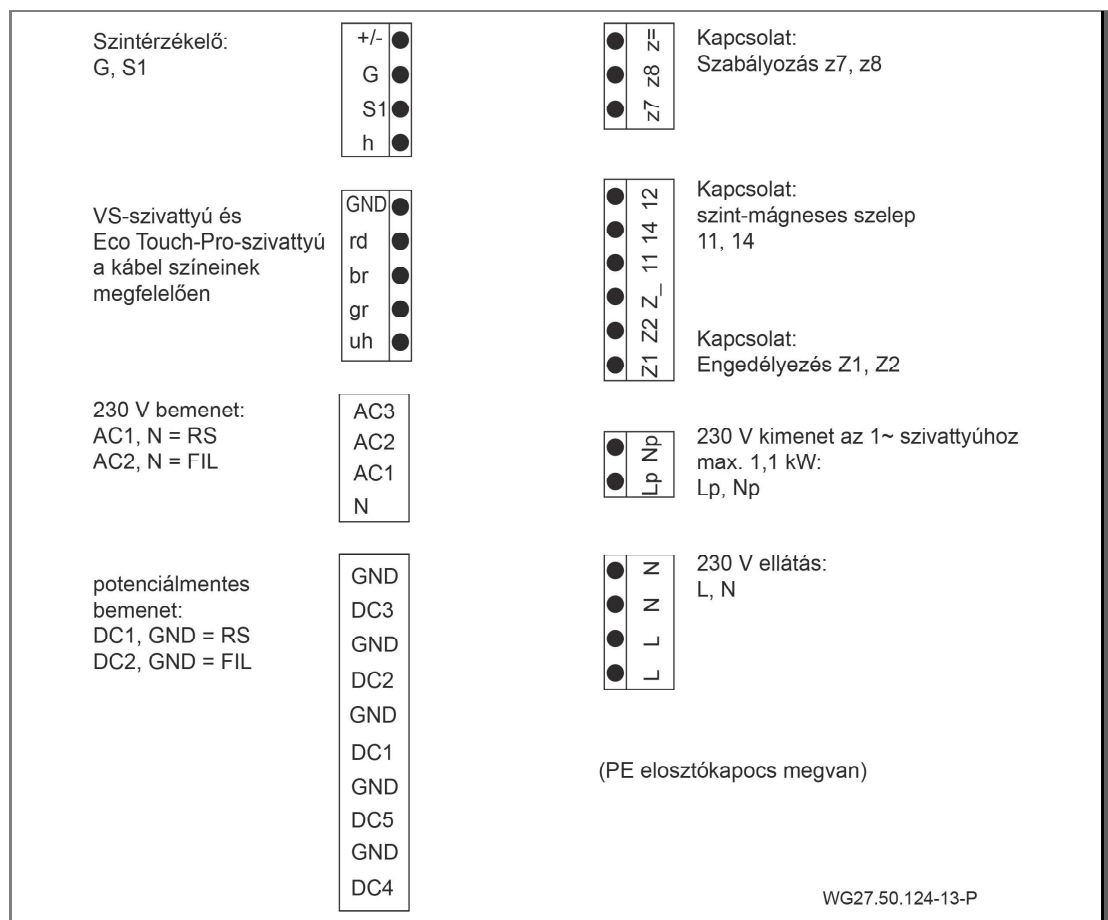 Szintérzékelő:
G, S1
+/-
G
S1
h
VS-szivattyú és
Eco Touch-Pro-szivattyú
a kábel színeinek
megfelelően
GND
rd
br
gr
uh
230 V bemenet:
AC1, N = RS
AC2, N = FIL
AC3
AC2
AC1
N
potenciálmentes
bemenet:
DC1, GND = RS
DC2, GND = FIL
GND
DC3
GND
DC2
GND
DC1
GND
DC5
GND
DC4
z7 z8 z=
Kapcsolat:
Szabályozás z7, z8
Z1 Z2 Z_ 11 14 12
Kapcsolat:
szint-mágneses szelep
11, 14
Kapcsolat:
Engedélyezés Z1, Z2
Lp Np
230 V kimenet az 1~ szivattyúhoz
max. 1,1 kW:
Lp, Np
L L N N
230 V ellátás:
L, N
(PE elosztókapocs megvan)
WG27.50.124-13-P